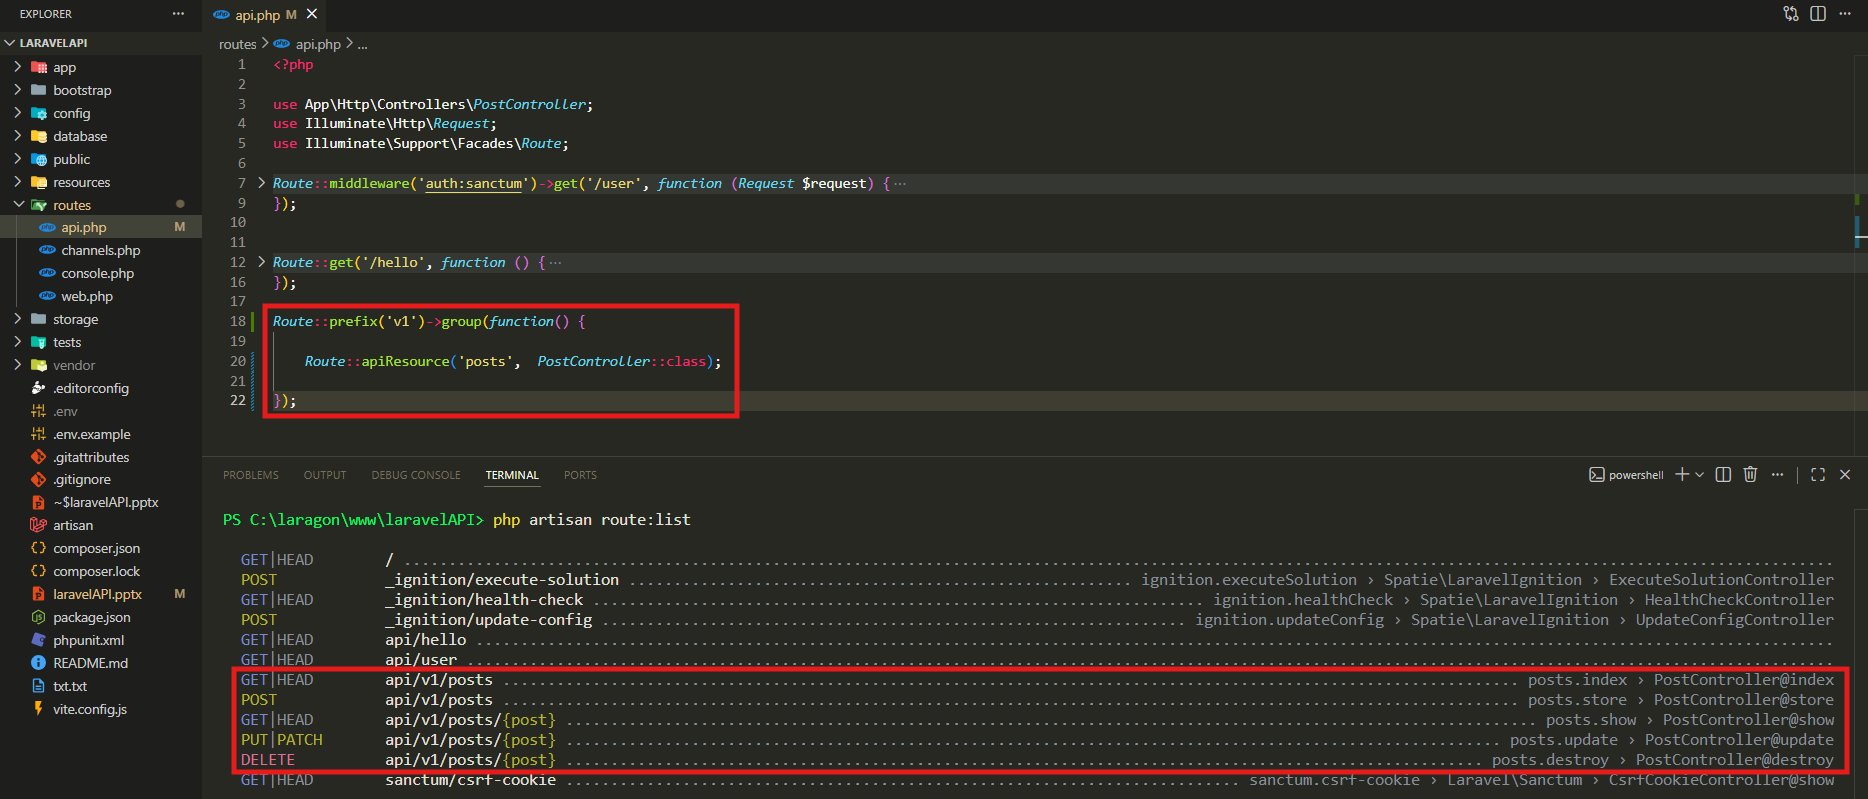 EXPLORER ···
LARAVELAPI
app
bootstrap
config
database
public
resources
routes
api.php M
channels.php
console.php
web.php
storage
tests
vendor
.editorconfig
.env
.env.example
.gitattributes
.gitignore
~$laravelAPI.pptx
artisan
composer.json
composer.lock
laravelAPI.pptx M
package.json
phpunit.xml
README.md
txt.txt
vite.config.js
php api.php M
routes > php api.php > ...
1 <?php
2
3 use App\Http\Controllers\PostController;
4 use Illuminate\Http\Request;
5 use Illuminate\Support\Facades\Route;
6
7 Route::middleware('auth:sanctum')->get('/user', function (Request $request) {···
9 });
10
11
12 Route::get('/hello', function () {···
16 });
17
18 Route::prefix('v1')->group(function() {
19
20 Route::apiResource('posts', PostController::class);
21
22 });
PROBLEMS OUTPUT DEBUG CONSOLE TERMINAL PORTS powershell
PS C:\laragon\www\laravelAPI> php artisan route:list
GET|HEAD /
POST _ignition/execute-solution ignition.executeSolution › Spatie\LaravelIgnition › ExecuteSolutionController
GET|HEAD _ignition/health-check ignition.healthCheck › Spatie\LaravelIgnition › HealthCheckController
POST _ignition/update-config ignition.updateConfig › Spatie\LaravelIgnition › UpdateConfigController
GET|HEAD api/hello
GET|HEAD api/user
GET|HEAD api/v1/posts posts.index › PostController@index
POST api/v1/posts posts.store › PostController@store
GET|HEAD api/v1/posts/{post} posts.show › PostController@show
PUT|PATCH api/v1/posts/{post} posts.update › PostController@update
DELETE api/v1/posts/{post} posts.destroy › PostController@destroy
GET|HEAD sanctum/csrf-cookie sanctum.csrf-cookie › Laravel\Sanctum › CsrfCookieController@show